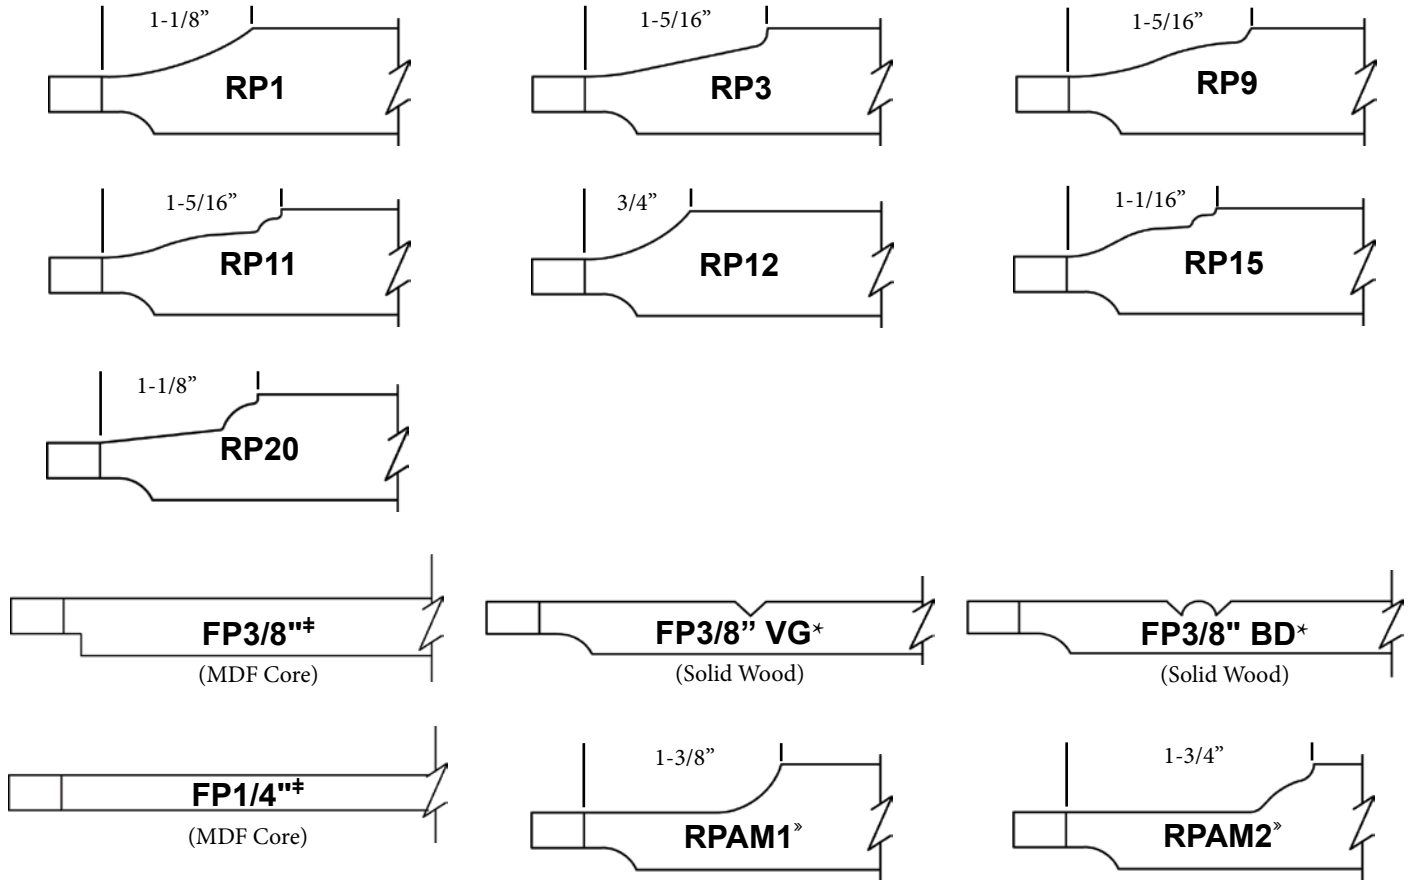 1-1/8”
RP1
1-5/16”
RP3
1-5/16”
RP9
1-5/16”
RP11
3/4”
RP12
1-1/16”
RP15
1-1/8”
RP20
FP3/8"‡
(MDF Core)
FP3/8” VG*
(Solid Wood)
FP3/8" BD*
(Solid Wood)
FP1/4"‡
(MDF Core)
1-3/8”
RPAM1»
1-3/4”
RPAM2»